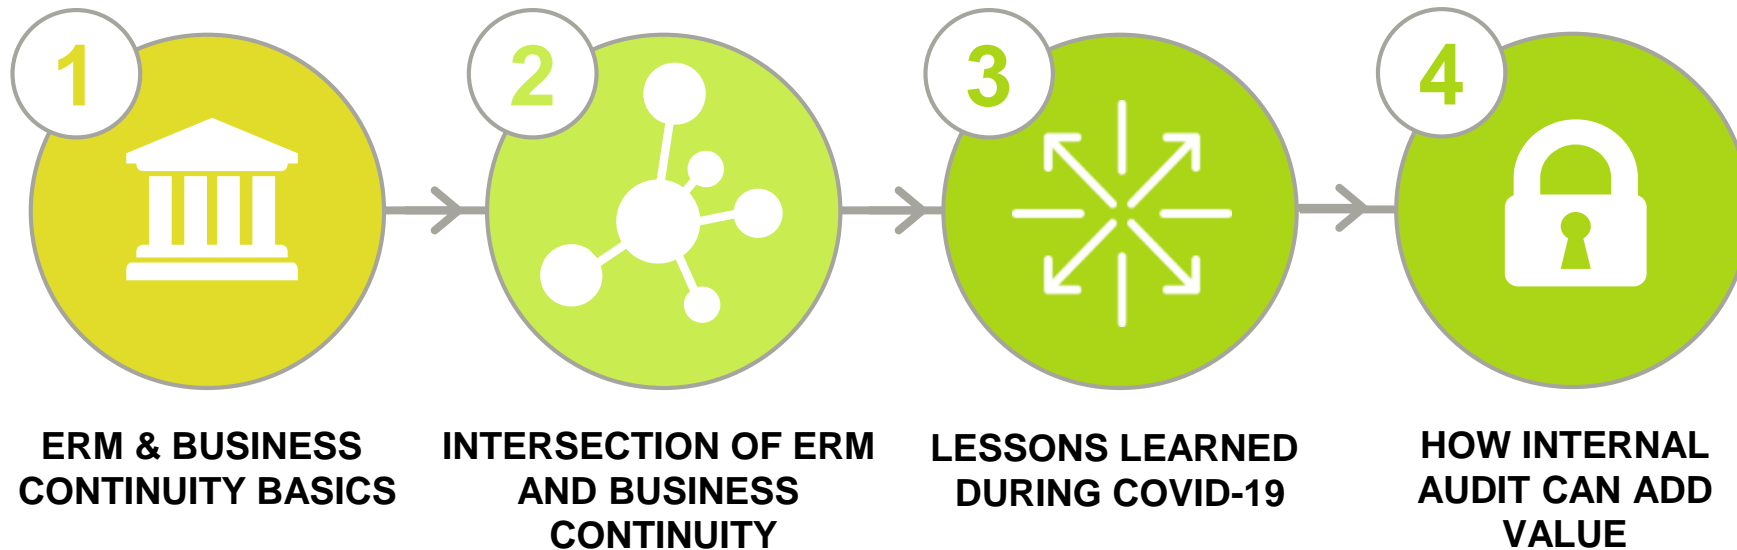 1
ERM & BUSINESS
CONTINUITY BASICS
2
INTERSECTION OF ERM
AND BUSINESS
CONTINUITY
3
LESSONS LEARNED
DURING COVID-19
4
HOW INTERNAL
AUDIT CAN ADD
VALUE